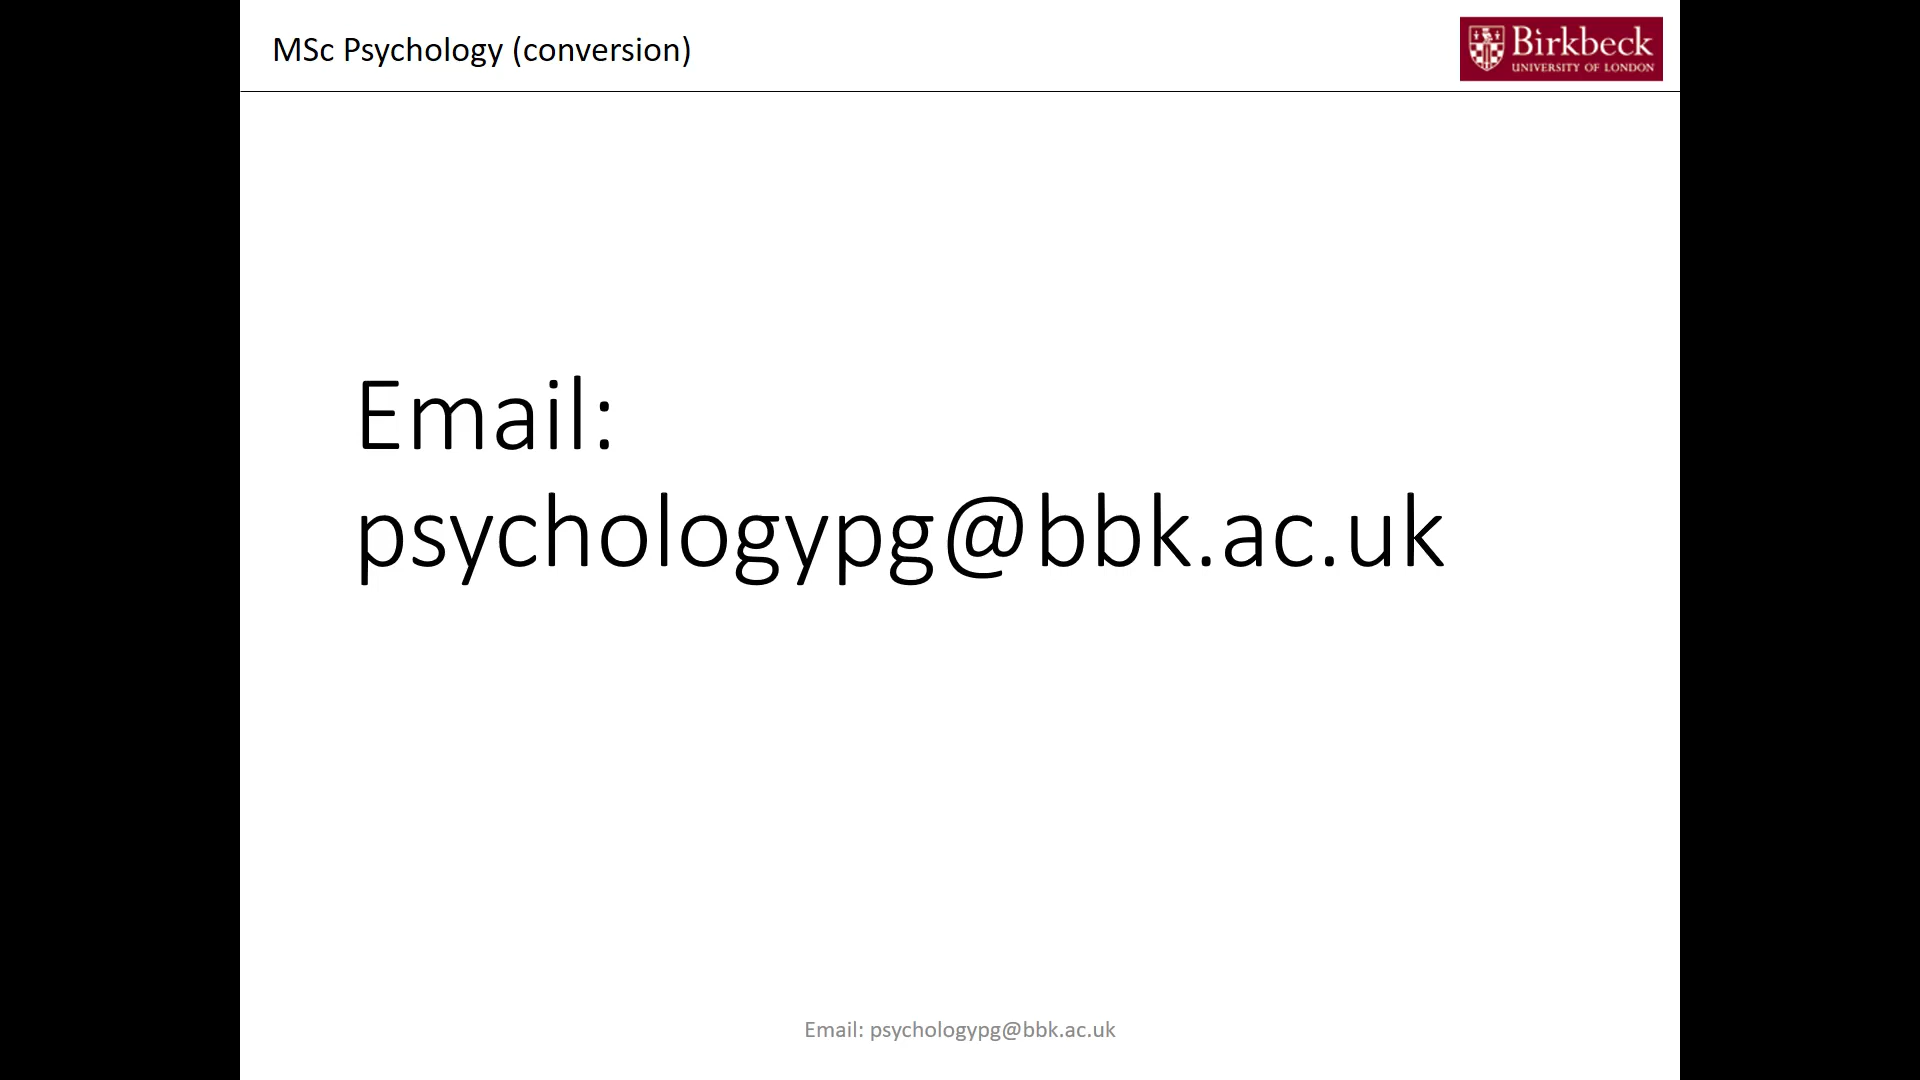 MSc Psychology (conversion)
Birkbeck
UNIVERSITY OF LONDON
Email:
psychologypg@bbk.ac.uk
Email: psychologypg@bbk.ac.uk